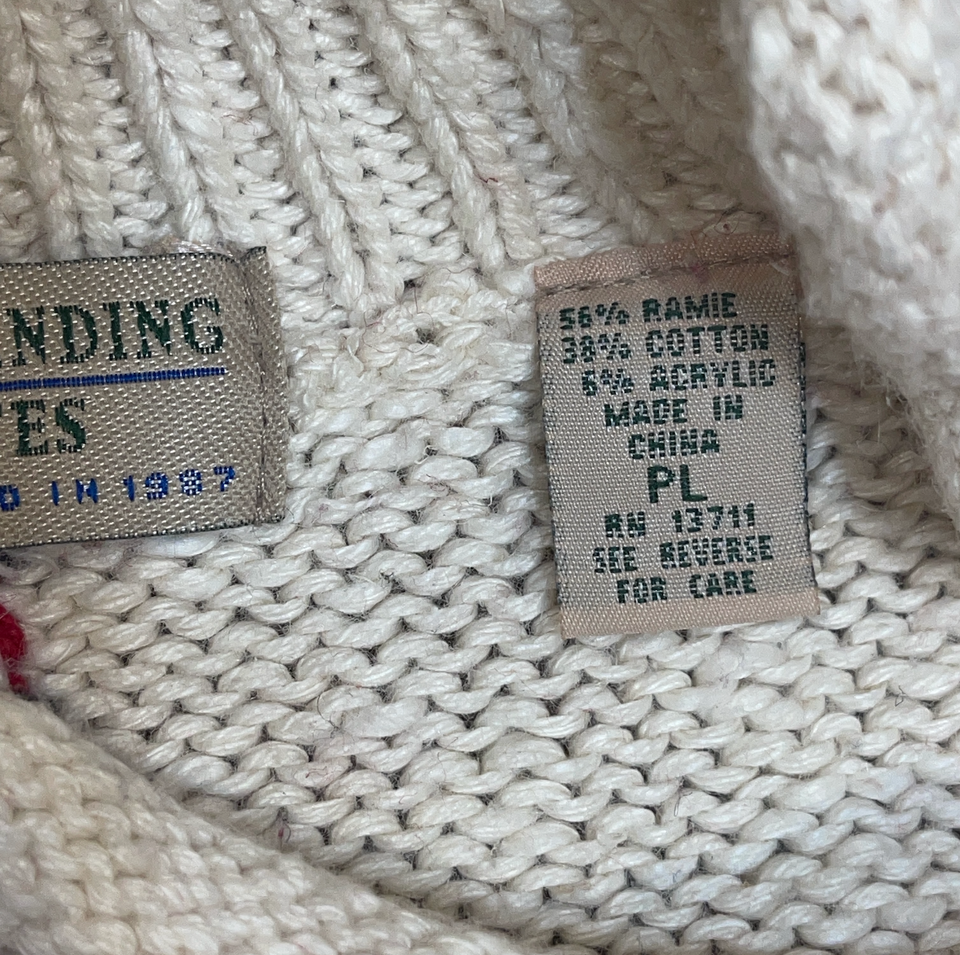 NDING
ES
D IN 1987
56% RAMIE
38% COTTON
6% ACRYLIC
MADE IN
CHINA
PL
RN 13711
SEE REVERSE
FOR CARE